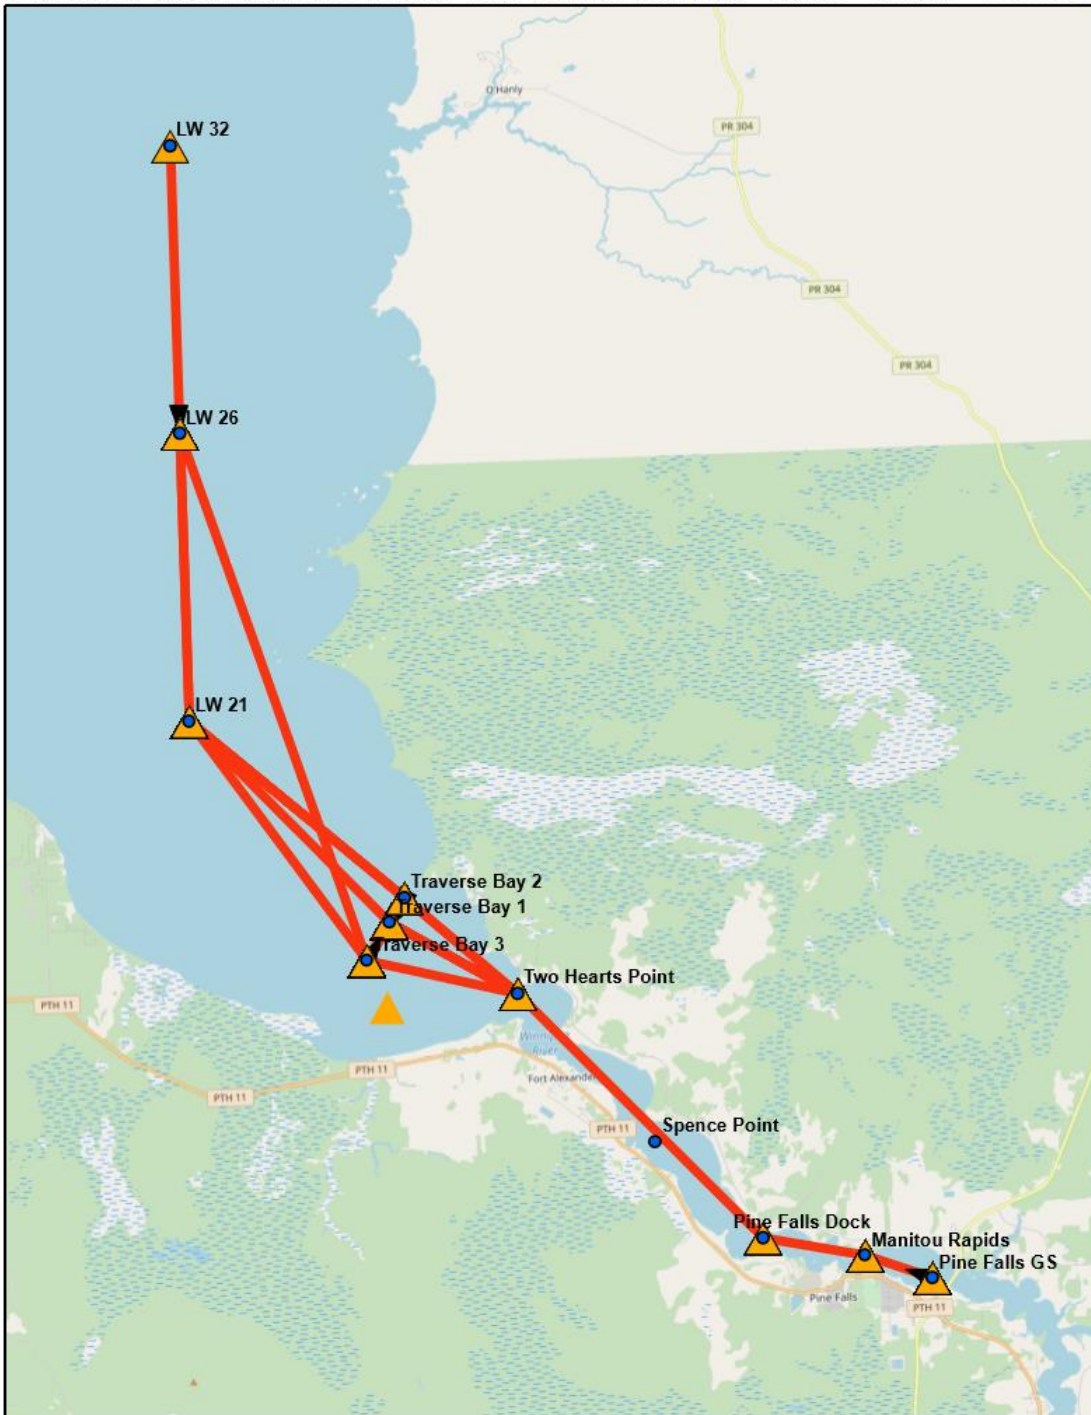 O'Hanly
LW 32
PR 304
PR 304
PR 304
LW 26
LW 21
Traverse Bay 2
Traverse Bay 1
Traverse Bay 3
Two Hearts Point
PTH 11
Winnipeg
River
PTH 11
Fort Alexander
PTH 11
PTH 11
Spence Point
Pine Falls Dock
Manitou Rapids
Pine Falls GS
Pine Falls
PTH 11